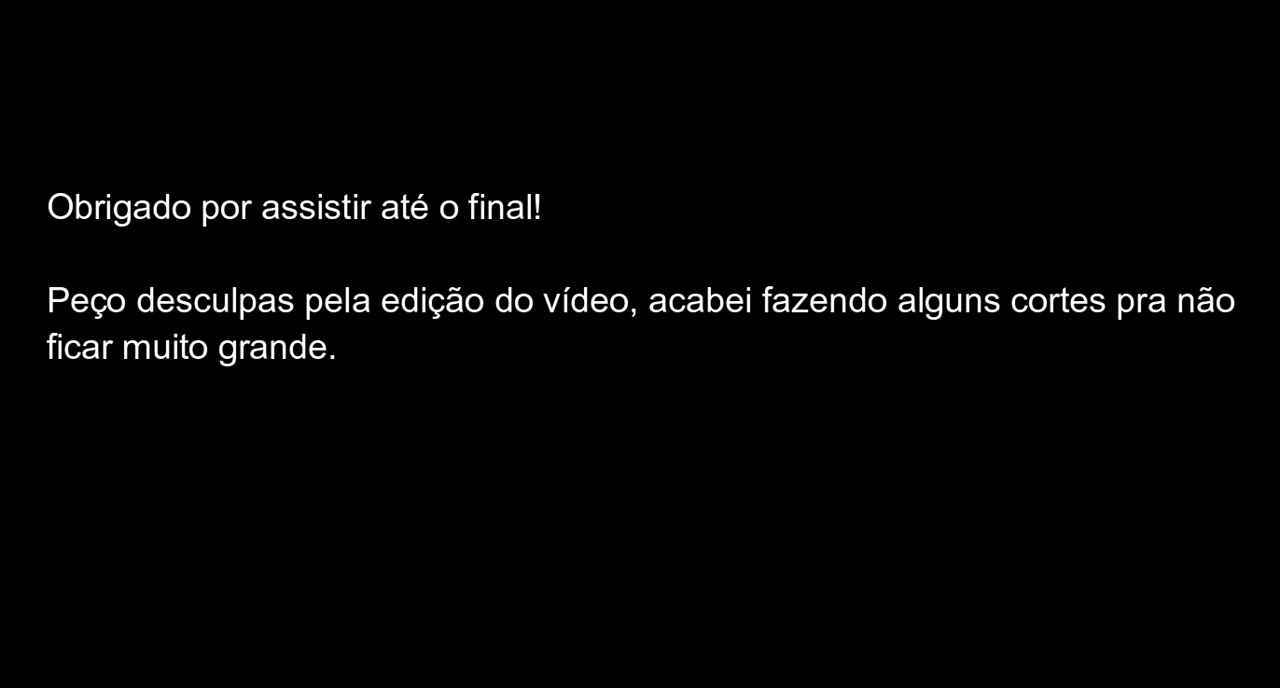 Obrigado por assistir até o final!
Peço desculpas pela edição do vídeo, acabei fazendo alguns cortes pra não
ficar muito grande.